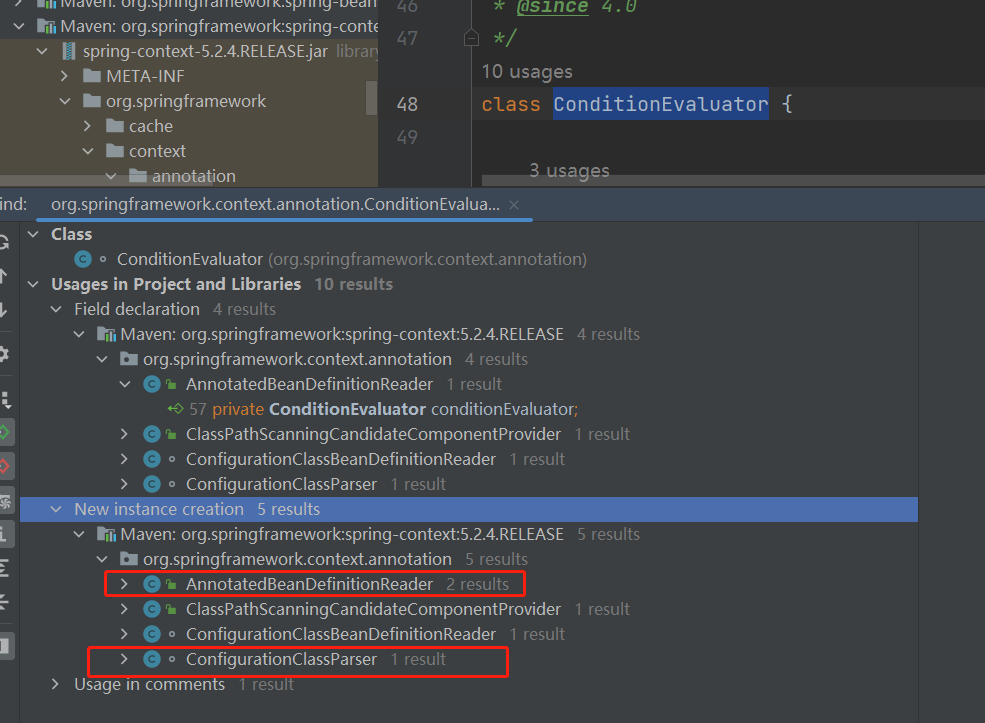 Maven: org.springframework:spring-bean
Maven: org.springframework:spring-conte
spring-context-5.2.4.RELEASE.jar library
META-INF
org.springframework
cache
context
annotation
46 * @since 4.0
47 */
10 usages
48 class ConditionEvaluator {
49
3 usages
ind: org.springframework.context.annotation.ConditionEvalua... ×
Class
ConditionEvaluator (org.springframework.context.annotation)
Usages in Project and Libraries 10 results
Field declaration 4 results
Maven: org.springframework:spring-context:5.2.4.RELEASE 4 results
org.springframework.context.annotation 4 results
AnnotatedBeanDefinitionReader 1 result
57 private ConditionEvaluator conditionEvaluator;
ClassPathScanningCandidateComponentProvider 1 result
ConfigurationClassBeanDefinitionReader 1 result
ConfigurationClassParser 1 result
New instance creation 5 results
Maven: org.springframework:spring-context:5.2.4.RELEASE 5 results
org.springframework.context.annotation 5 results
AnnotatedBeanDefinitionReader 2 results
ClassPathScanningCandidateComponentProvider 1 result
ConfigurationClassBeanDefinitionReader 1 result
ConfigurationClassParser 1 result
Usage in comments 1 result